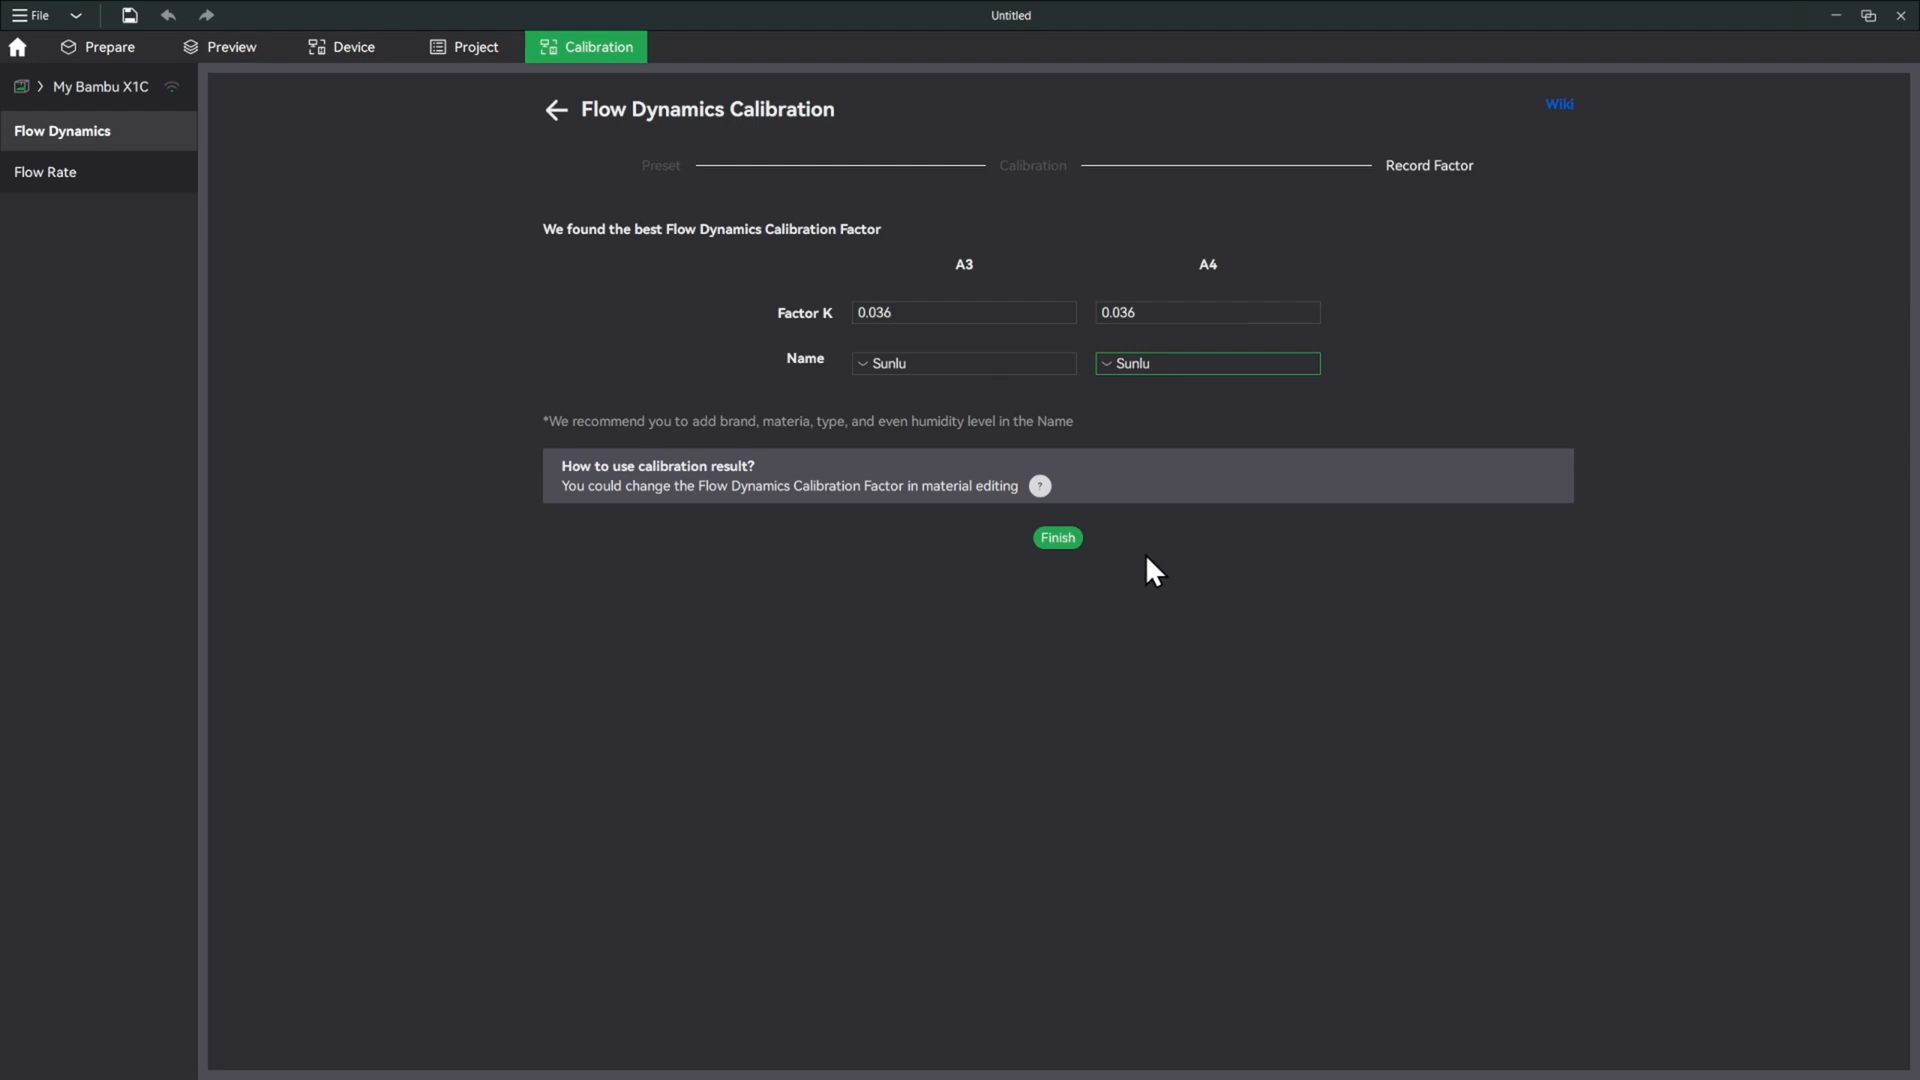 File
Untitled
Prepare
Preview
Device
Project
Calibration
My Bambu X1C
Flow Dynamics
Flow Rate
Flow Dynamics Calibration
Wiki
Preset
Calibration
Record Factor
We found the best Flow Dynamics Calibration Factor
A3
A4
Factor K
0.036
0.036
Name
Sunlu
Sunlu
*We recommend you to add brand, materia, type, and even humidity level in the Name
How to use calibration result?
You could change the Flow Dynamics Calibration Factor in material editing
?
Finish